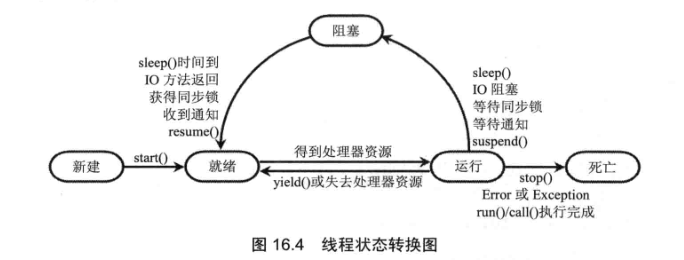 阻塞
sleep()时间到
IO 方法返回
获得同步锁
收到通知
resume()
sleep()
IO 阻塞
等待同步锁
等待通知
suspend()
新建
start()
就绪
得到处理器资源
yield()或失去处理器资源
运行
stop()
Error 或 Exception
run()/call()执行完成
死亡
图 16.4 线程状态转换图